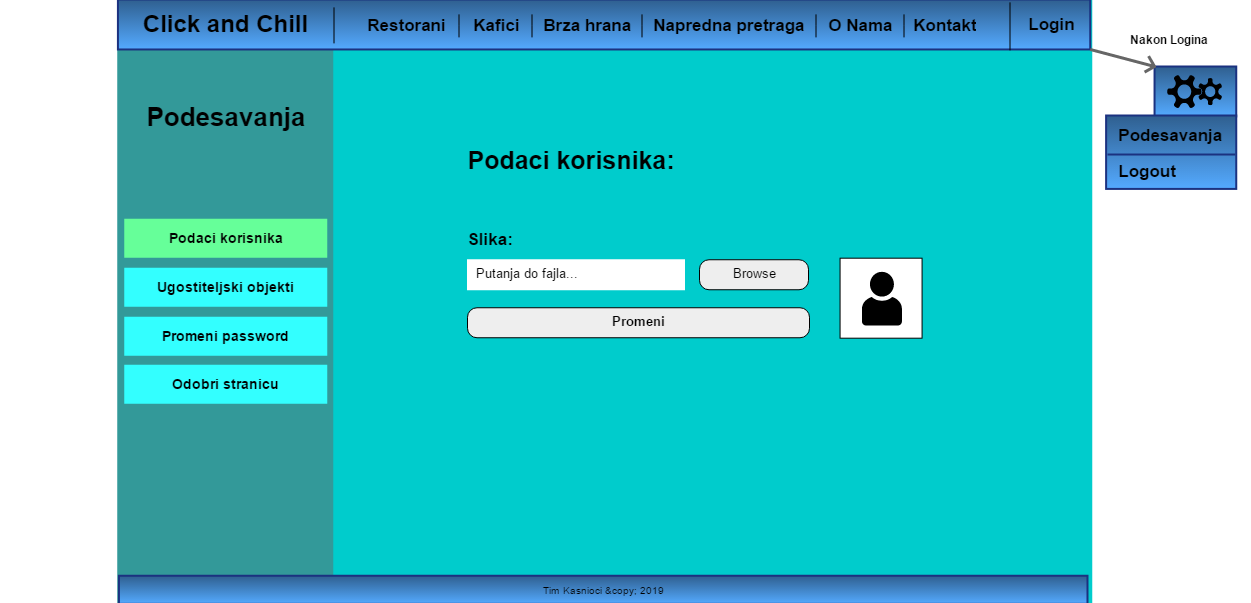 Click and Chill
Restorani
Kafici
Brza hrana
Napredna pretraga
O Nama
Kontakt
Login
Nakon Logina
Podesavanja
Logout
Podesavanja
Podaci korisnika
Ugostiteljski objekti
Promeni password
Odobri stranicu
Podaci korisnika:
Slika:
Putanja do fajla...
Browse
Promeni
Tim Kasnioci &copy; 2019